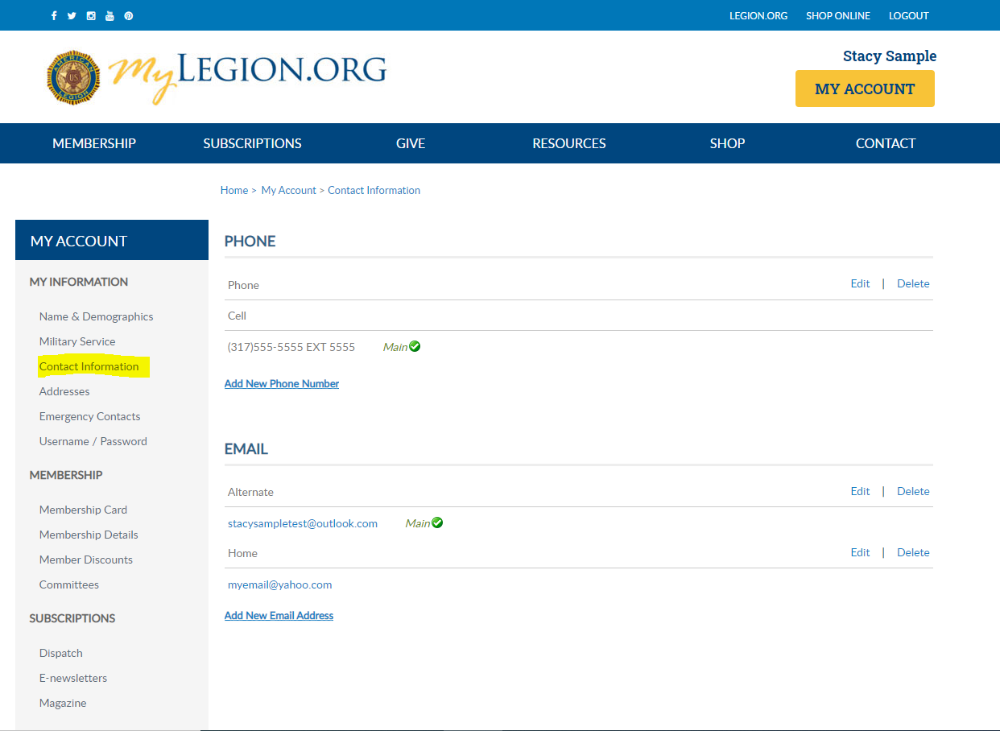 LEGION.ORG SHOP ONLINE LOGOUT
AMERICAN
U.S.
LEGION
MyLEGION.ORG
Stacy Sample
MY ACCOUNT
MEMBERSHIP SUBSCRIPTIONS GIVE RESOURCES SHOP CONTACT
Home > My Account > Contact Information
MY ACCOUNT
MY INFORMATION
Name & Demographics
Military Service
Contact Information
Addresses
Emergency Contacts
Username / Password
MEMBERSHIP
Membership Card
Membership Details
Member Discounts
Committees
SUBSCRIPTIONS
Dispatch
E-newsletters
Magazine
PHONE
Phone Edit | Delete
Cell
(317)555-5555 EXT 5555 Main
Add New Phone Number
EMAIL
Alternate Edit | Delete
stacysampletest@outlook.com Main
Home Edit | Delete
myemail@yahoo.com
Add New Email Address